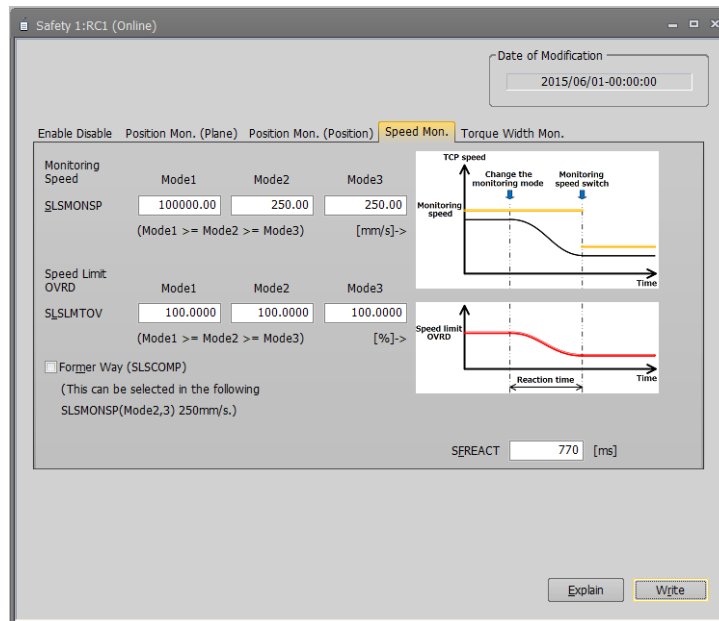 Safety 1:RC1 (Online)
Date of Modification
2015/06/01-00:00:00
Enable Disable Position Mon. (Plane) Position Mon. (Position) Speed Mon. Torque Width Mon.
Monitoring
Speed Mode1 Mode2 Mode3
SLSMONSP 100000.00 250.00 250.00
(Mode1 >= Mode2 >= Mode3) [mm/s]->
Speed Limit
OVRD Mode1 Mode2 Mode3
SLSLMTOV 100.0000 100.0000 100.0000
(Mode1 >= Mode2 >= Mode3) [%]->
Former Way (SLSCOMP)
(This can be selected in the following
SLSMONSP(Mode2,3) 250mm/s.)
TCP speed
Change the
monitoring mode
Monitoring
speed switch
Monitoring
speed
Time
Speed limit
OVRD
Time
Reaction time
SFREACT 770 [ms]
Explain Write